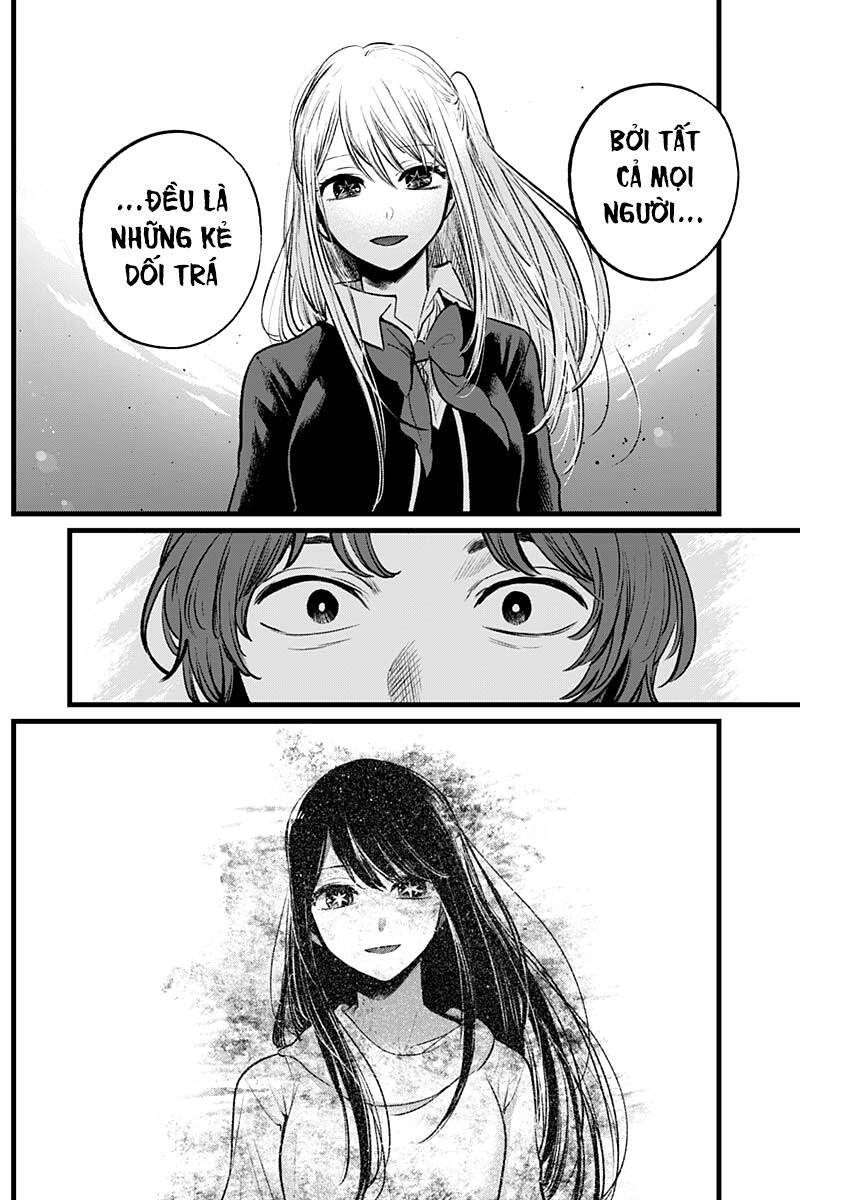 BỞI TẤT
CẢ MỌI
NGƯỜI...
...ĐỀU LÀ
NHỮNG KẺ
DỐI TRÁ